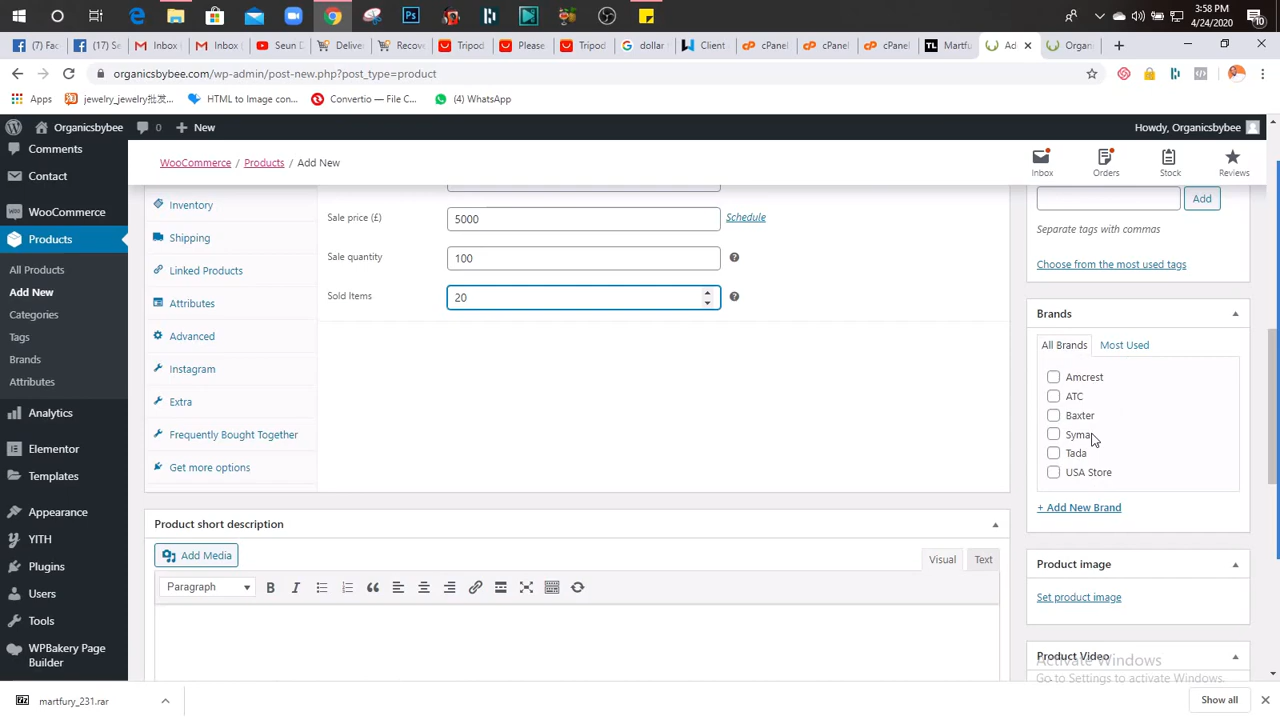 3:58 PM
4/24/2020
10
(7) Fac
(17) Se
Inbox (
Inbox (
Seun D
Deliver
Recove
Tripod
Please
Tripod
dollar t
Client
cPanel
cPanel
cPanel
Martfu
Ad
Organ
organicsbybee.com/wp-admin/post-new.php?post_type=product
Apps
jewelry_jewelry批发...
HTML to Image con...
Convertio — File C...
(4) WhatsApp
Organicsbybee
0
New
Howdy, Organicsbybee
Comments
Contact
WooCommerce
Products
All Products
Add New
Categories
Tags
Brands
Attributes
Analytics
Elementor
Templates
Appearance
YITH
Plugins
Users
Tools
WPBakery Page
Builder
WooCommerce / Products / Add New
Inbox
Orders
Stock
Reviews
Inventory
Shipping
Linked Products
Attributes
Advanced
Instagram
Extra
Frequently Bought Together
Get more options
Sale price (£)
5000
Schedule
Sale quantity
100
Sold Items
20
Product short description
Add Media
Visual
Text
Paragraph
Add
Separate tags with commas
Choose from the most used tags
Brands
All Brands
Most Used
Amcrest
ATC
Baxter
Syma
Tada
USA Store
+ Add New Brand
Product image
Set product image
Product Video
Activate Windows
Go to Settings to activate Windows.
martfury_231.rar
Show all